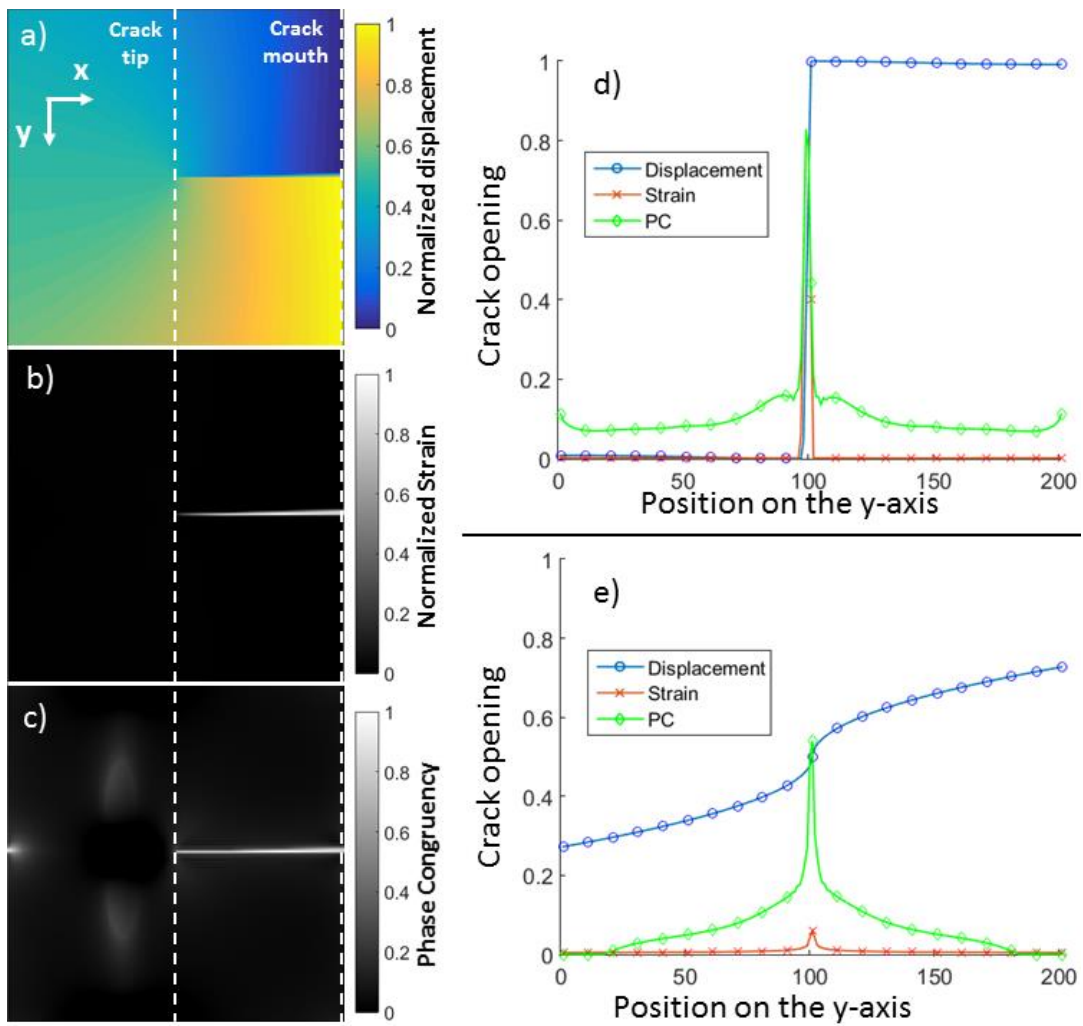 a)
Crack
tip
Crack
mouth
x
y
1
0.8
0.6
0.4
0.2
0
Normalized displacement
b)
1
0.8
0.6
0.4
0.2
0
Normalized Strain
c)
1
0.8
0.6
0.4
0.2
0
Phase Congruency
d)
1
0.8
0.6
0.4
0.2
0
Crack opening
Displacement
Strain
PC
0 50 100 150 200
Position on the y-axis
e)
1
0.8
0.6
0.4
0.2
0
Crack opening
Displacement
Strain
PC
0 50 100 150 200
Position on the y-axis